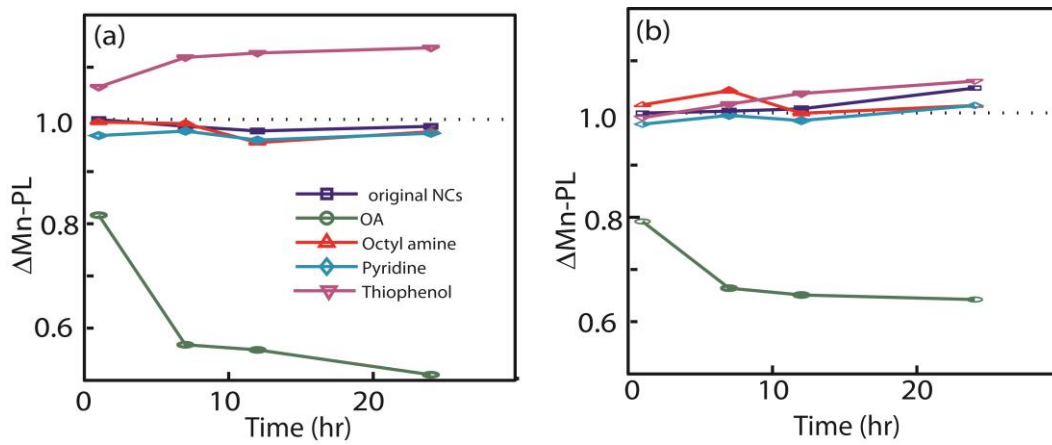 (a)
1.0
0.8
0.6
ΔMn-PL
original NCs
OA
Octyl amine
Pyridine
Thiophenol
0
10
20
Time (hr)
(b)
1.0
0.8
0.6
ΔMn-PL
0
10
20
Time (hr)